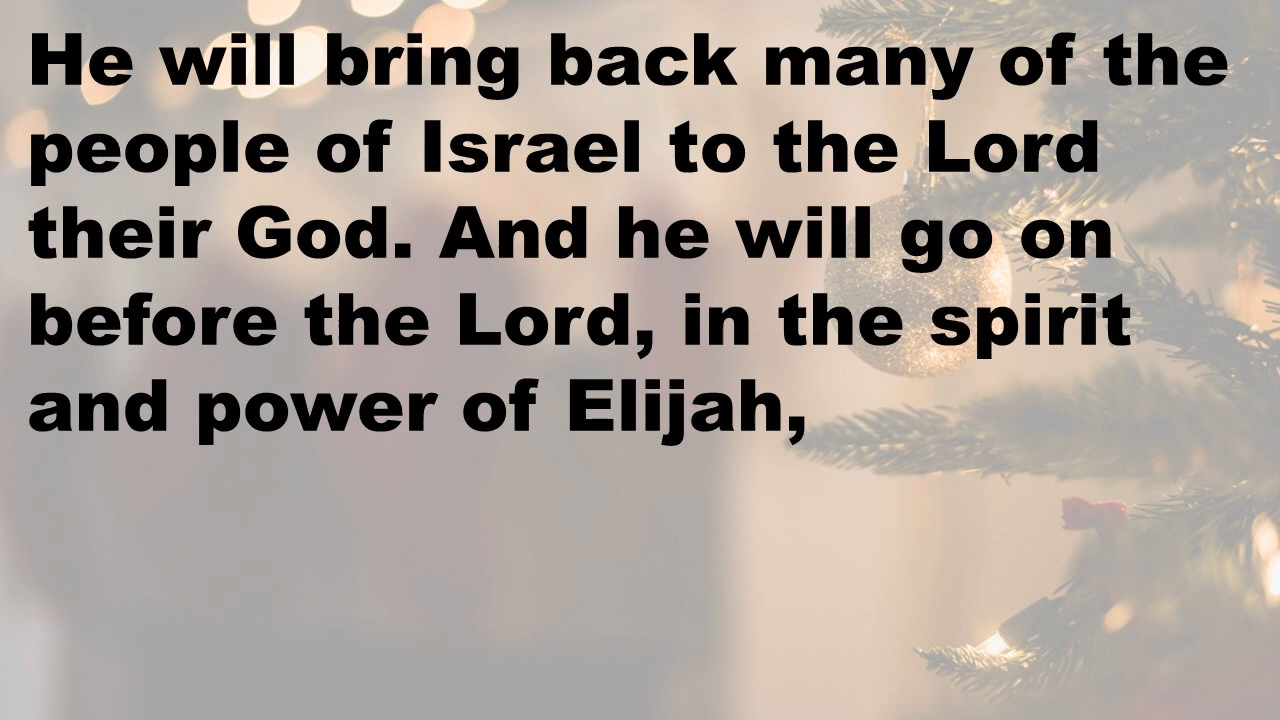 He will bring back many of the
people of Israel to the Lord
their God. And he will go on
before the Lord, in the spirit
and power of Elijah,